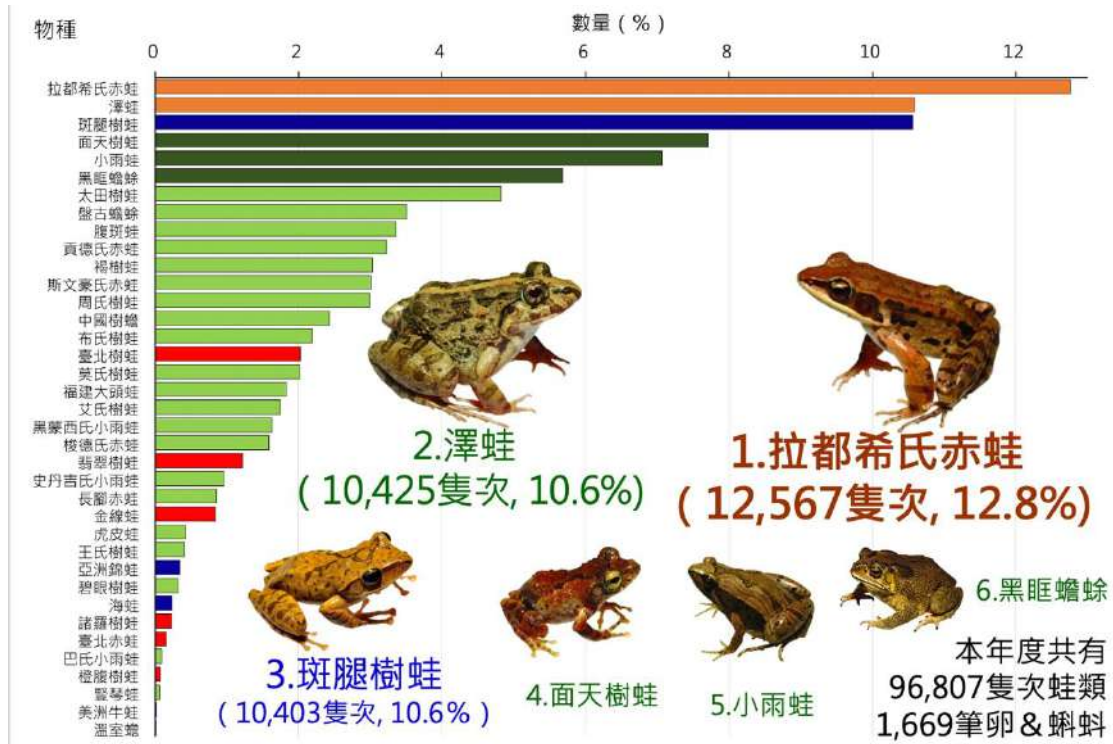 物種
數量（%）
0 2 4 6 8 10 12
拉都希氏赤蛙
澤蛙
斑腿樹蛙
面天樹蛙
小雨蛙
黑眶蟾蜍
太田樹蛙
盤古蟾蜍
腹斑蛙
貢德氏赤蛙
褐樹蛙
斯文豪氏赤蛙
周氏樹蛙
中國樹蟾
布氏樹蛙
臺北樹蛙
莫氏樹蛙
福建大頭蛙
艾氏樹蛙
黑蒙西氏小雨蛙
梭德氏赤蛙
翡翠樹蛙
史丹吉氏小雨蛙
長腳赤蛙
金線蛙
虎皮蛙
王氏樹蛙
亞洲錦蛙
碧眼樹蛙
海蛙
諸羅樹蛙
臺北赤蛙
巴氏小雨蛙
橙腹樹蛙
豎琴蛙
美洲牛蛙
溫室蟾
1.拉都希氏赤蛙
( 12,567隻次, 12.8%)
2.澤蛙
( 10,425隻次, 10.6%)
3.斑腿樹蛙
( 10,403隻次, 10.6% )
4.面天樹蛙
5.小雨蛙
6.黑眶蟾蜍
本年度共有
96,807隻次蛙類
1,669筆卵＆蝌蚪